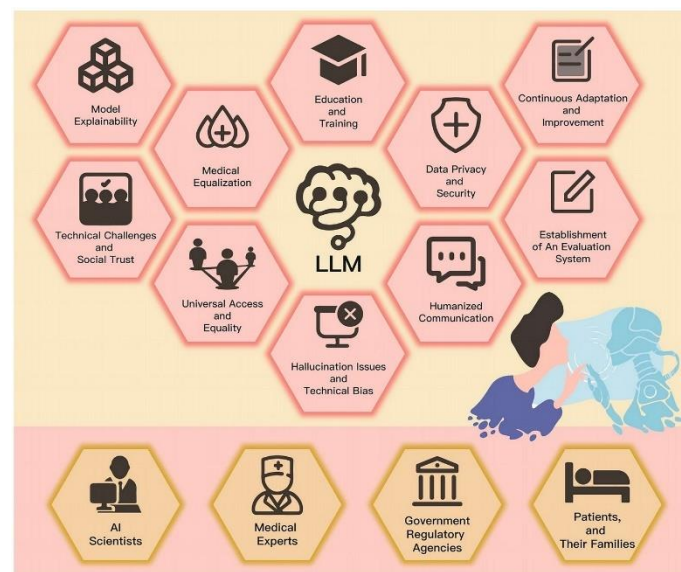 Model
Explainability
Education
and
Training
Continuous Adaptation
and
Improvement
Medical
Equalization
Data Privacy
and
Security
Technical Challenges
and
Social Trust
LLM
Establishment
of An Evaluation
System
Universal Access
and
Equality
Humanized
Communication
Hallucination Issues
and
Technical Bias
AI
Scientists
Medical
Experts
Government
Regulatory
Agencies
Patients,
and
Their Families